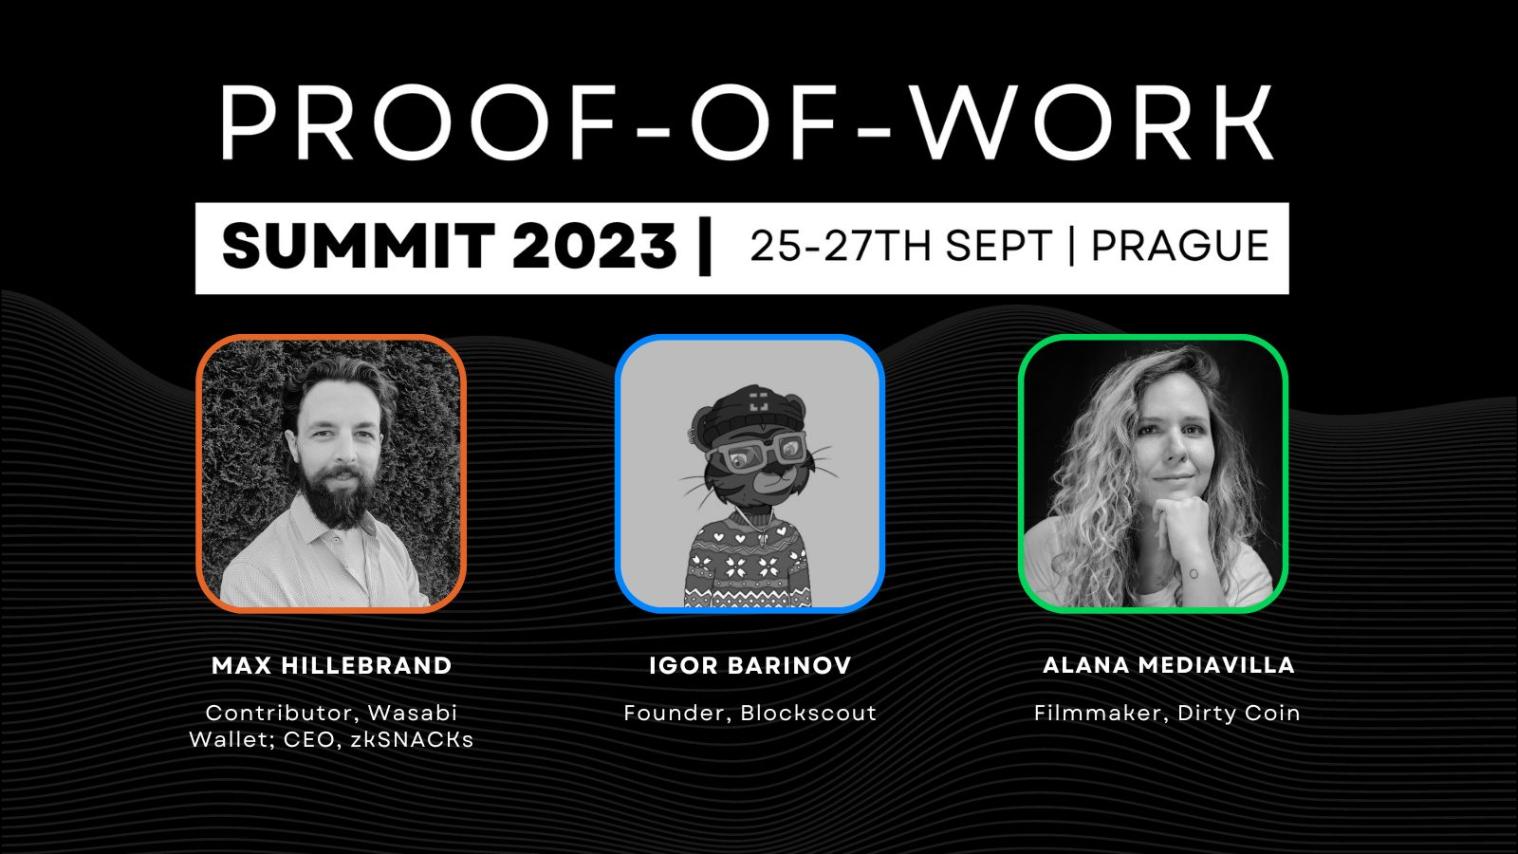 PROOF-OF-WORK
SUMMIT 2023 | 25-27TH SEPT | PRAGUE
MAX HILLEBRAND
Contributor, Wasabi
Wallet; CEO, zkSNACKs
IGOR BARINOV
Founder, Blockscout
ALANA MEDIAVILLA
Filmmaker, Dirty Coin